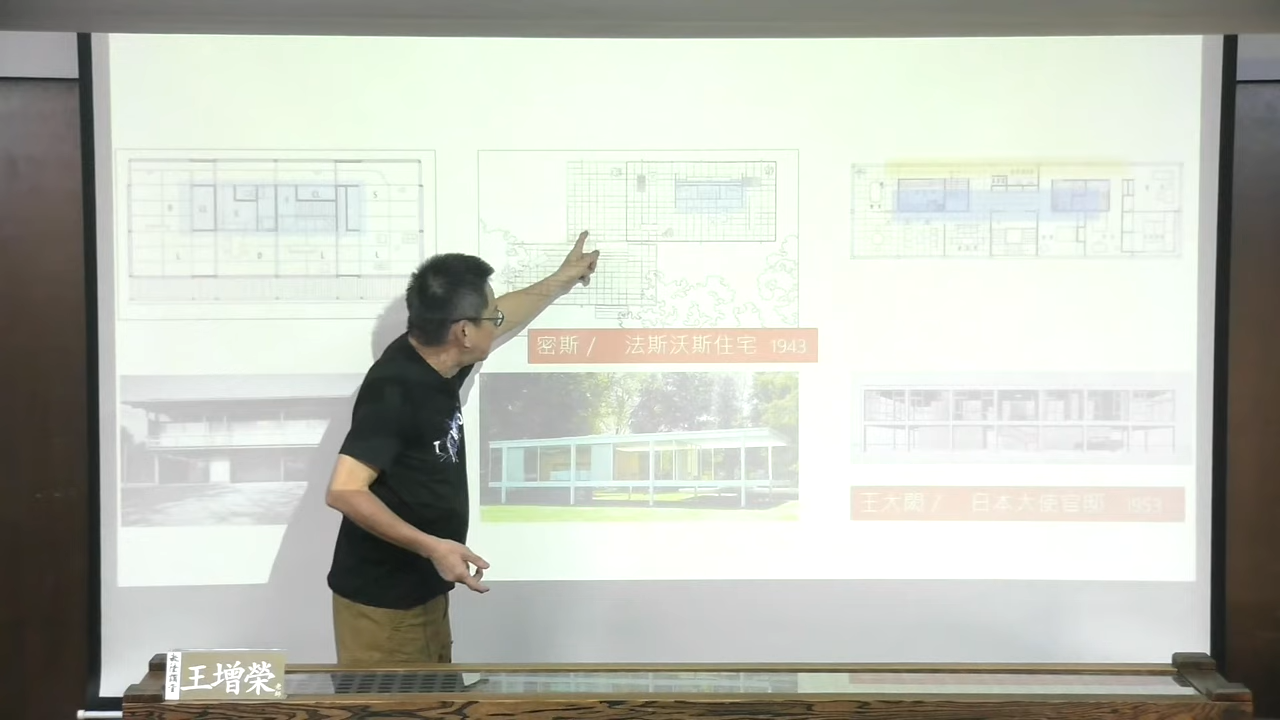 密斯 / 法斯沃斯住宅 1943
王大閎 / 日本大使官邸 1953
王增榮